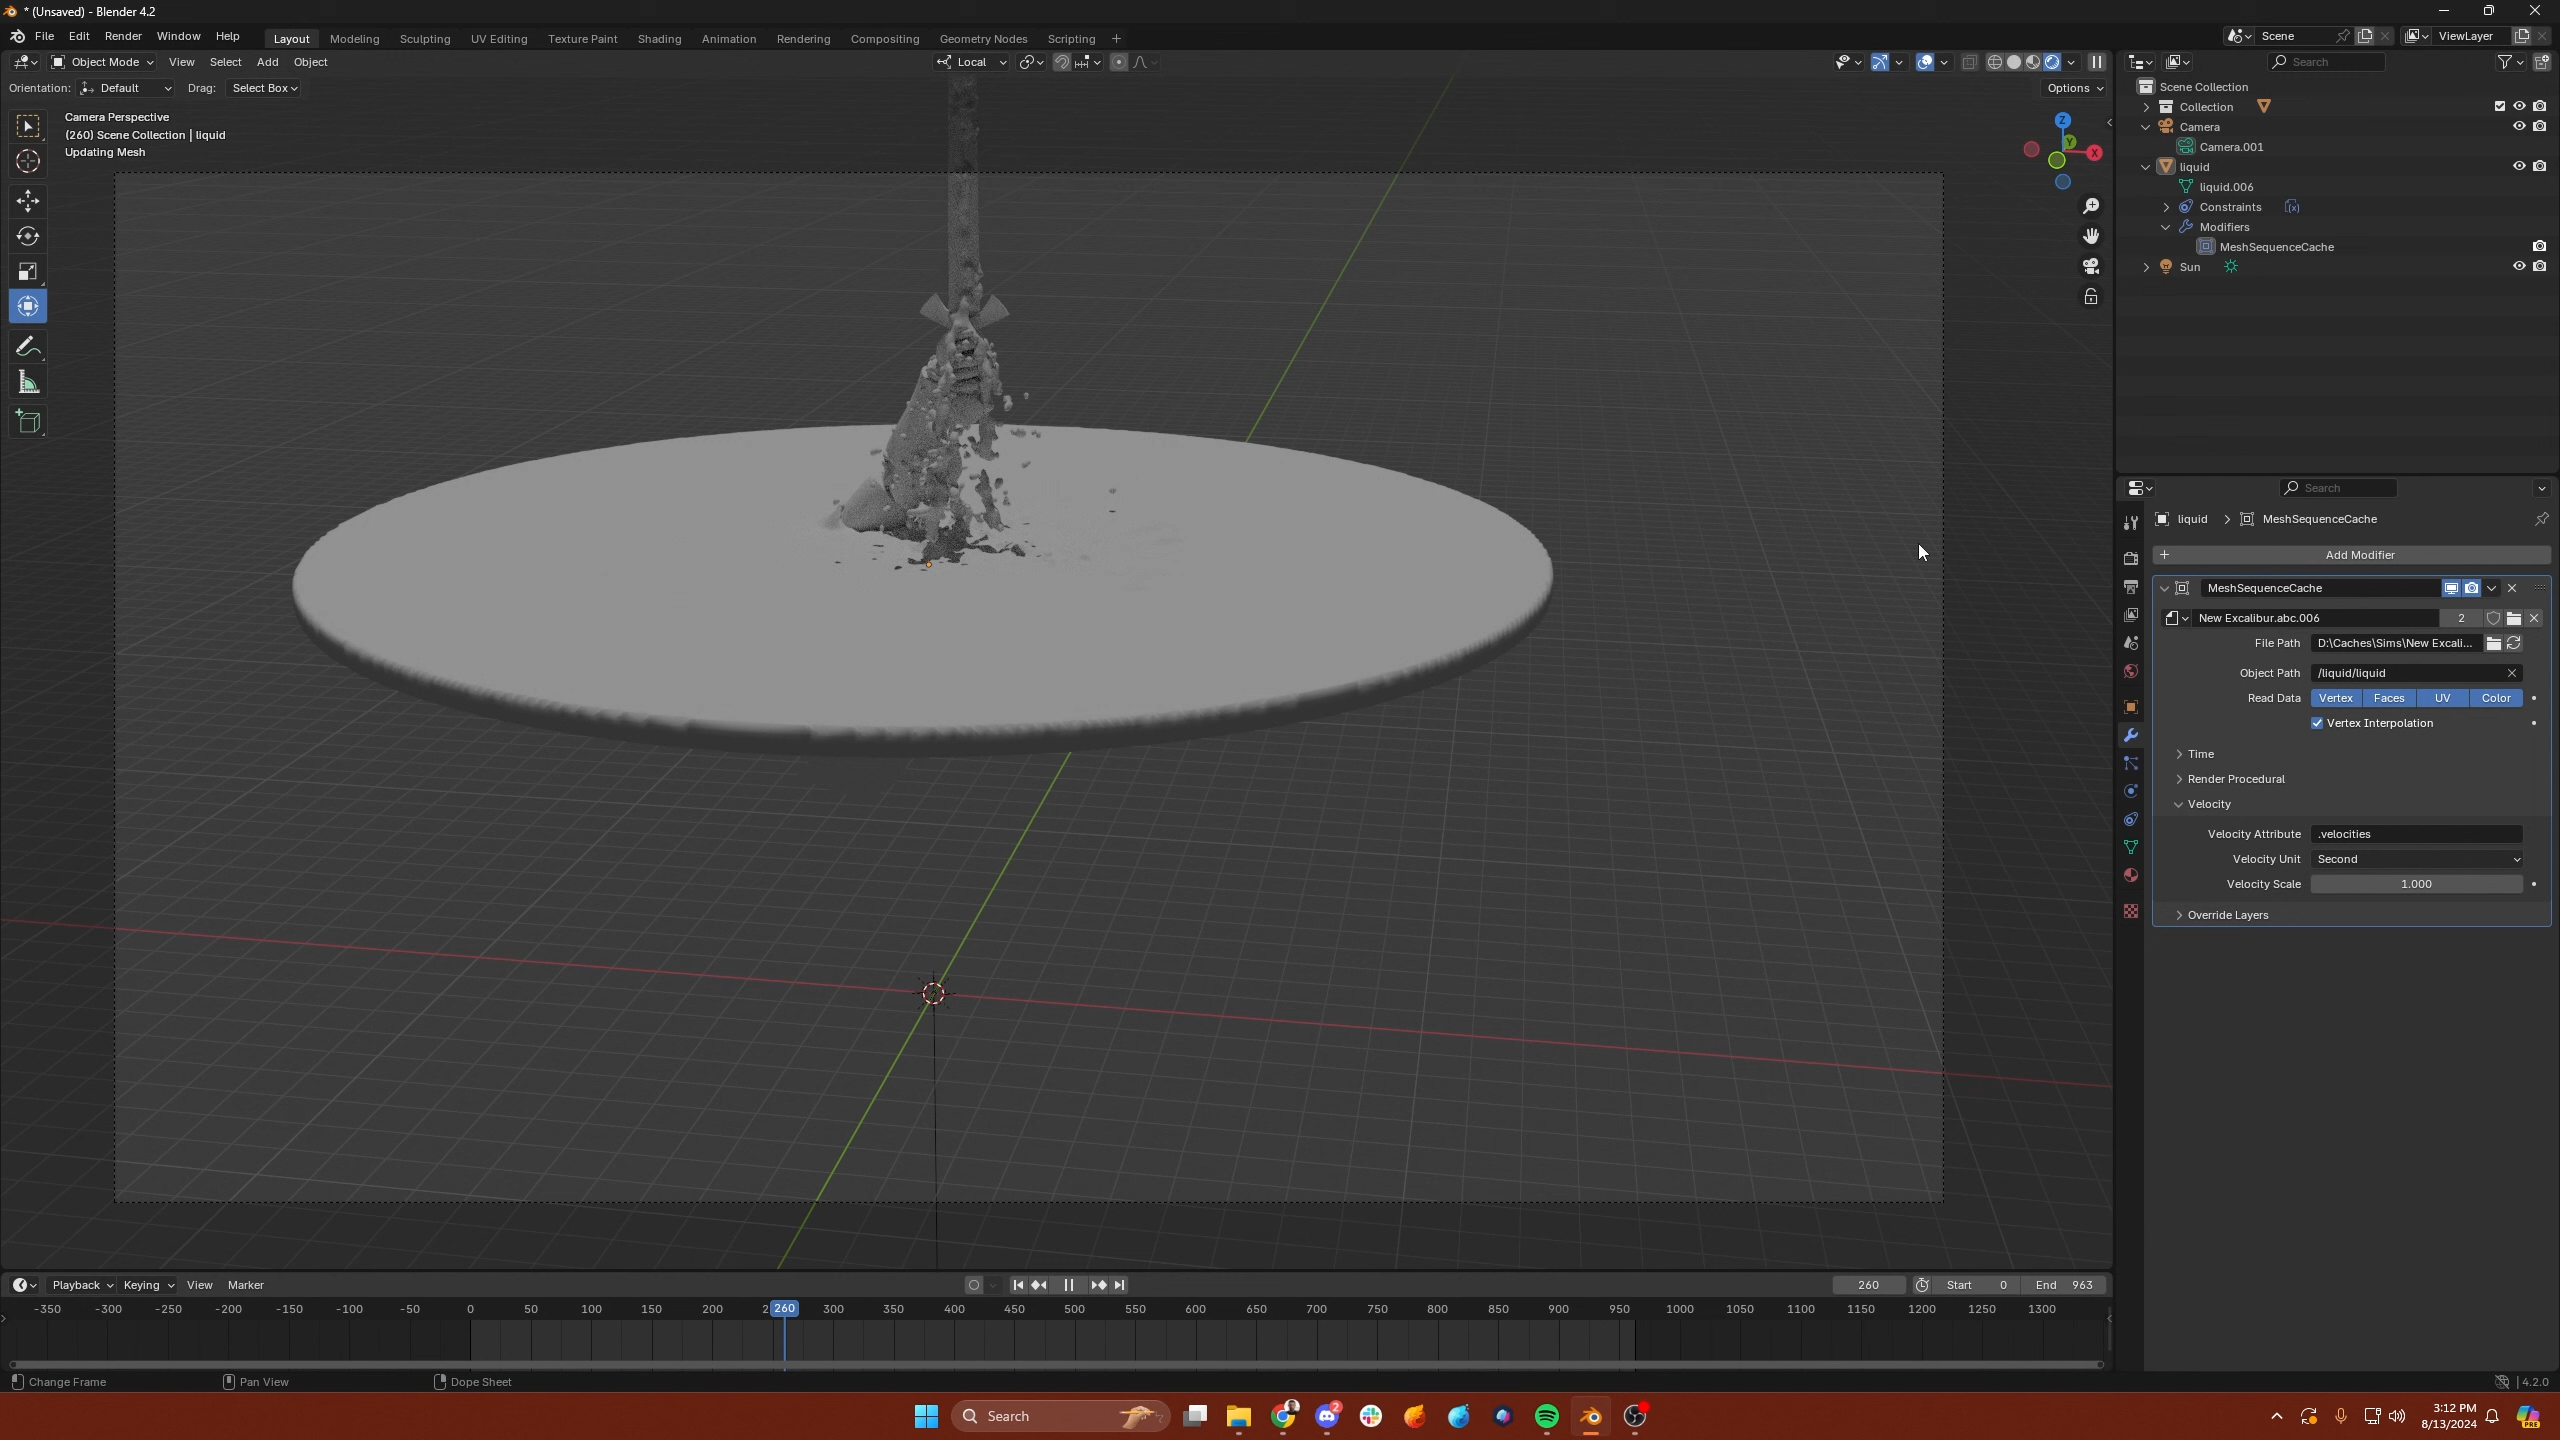 * (Unsaved) - Blender 4.2
File Edit Render Window Help Layout Modeling Sculpting UV Editing Texture Paint Shading Animation Rendering Compositing Geometry Nodes Scripting + Scene ViewLayer
Object Mode View Select Add Object Local Search
Orientation: Default Drag: Select Box Options
Camera Perspective
(260) Scene Collection | liquid
Updating Mesh
Z
Y
X
Scene Collection
Collection
Camera
Camera.001
liquid
liquid.006
Constraints
Modifiers
MeshSequenceCache
Sun
Search
liquid > MeshSequenceCache
+ Add Modifier
MeshSequenceCache
New Excalibur.abc.006 2
File Path D:\Caches\Sims\New Excali...
Object Path /liquid/liquid
Read Data Vertex Faces UV Color
Vertex Interpolation
Time
Render Procedural
Velocity
Velocity Attribute .velocities
Velocity Unit Second
Velocity Scale 1.000
Override Layers
Playback Keying View Marker 260 Start 0 End 963
-350 -300 -250 -200 -150 -100 -50 0 50 100 150 200 2 260 300 350 400 450 500 550 600 650 700 750 800 850 900 950 1000 1050 1100 1150 1200 1250 1300
Change Frame Pan View Dope Sheet 4.2.0
Search 2 3:12 PM
8/13/2024 PRE